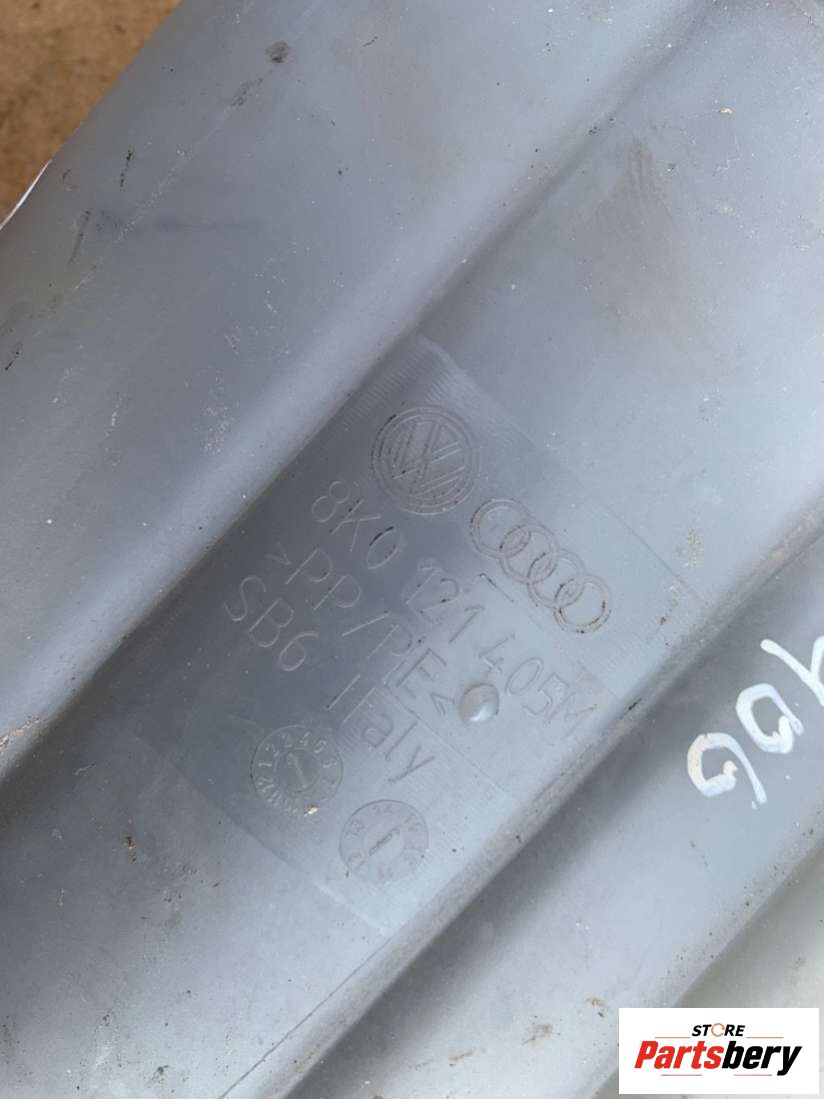 8K0 121 405M
>PP/PE<
SB6 Italy
STORE
Partsbery